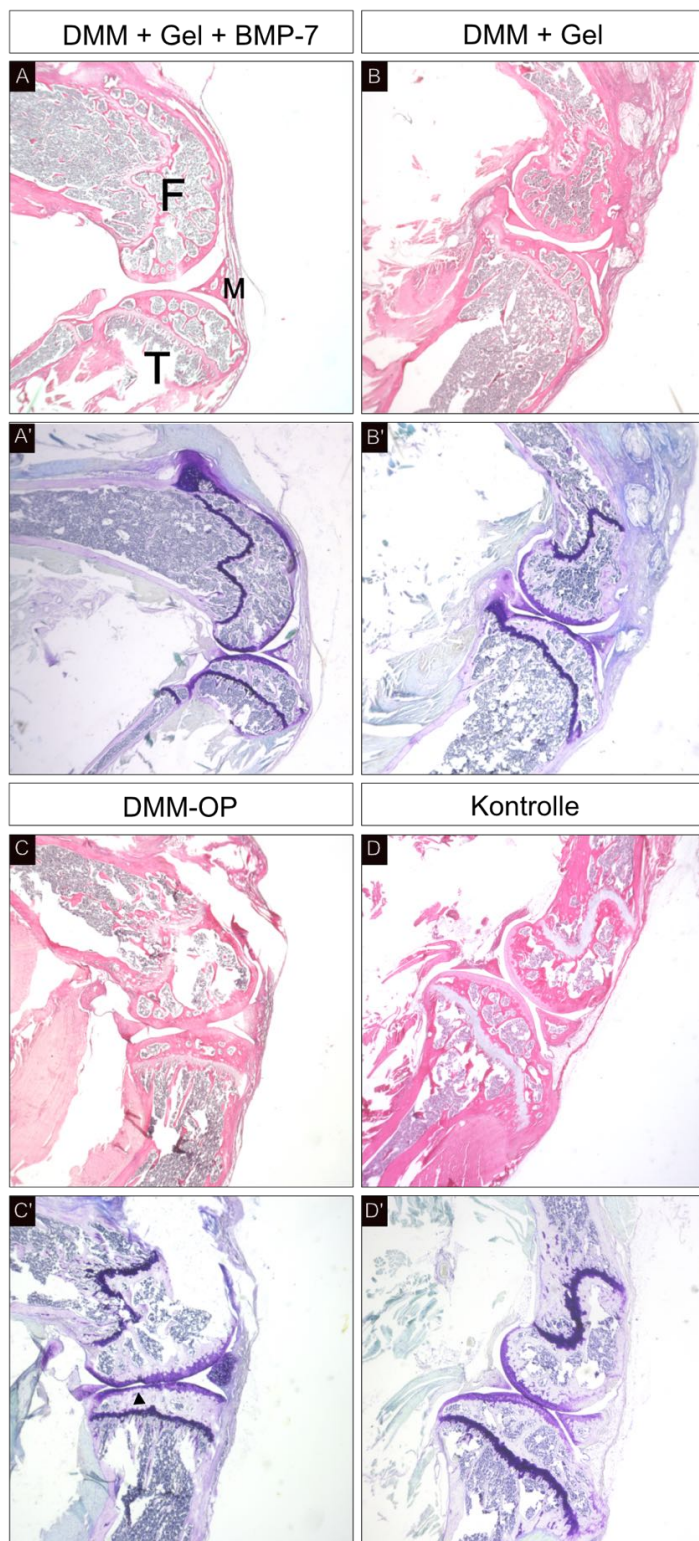 DMM + Gel + BMP-7
DMM + Gel
A
B
F
M
T
A'
B'
DMM-OP
Kontrolle
C
D
C'
D'